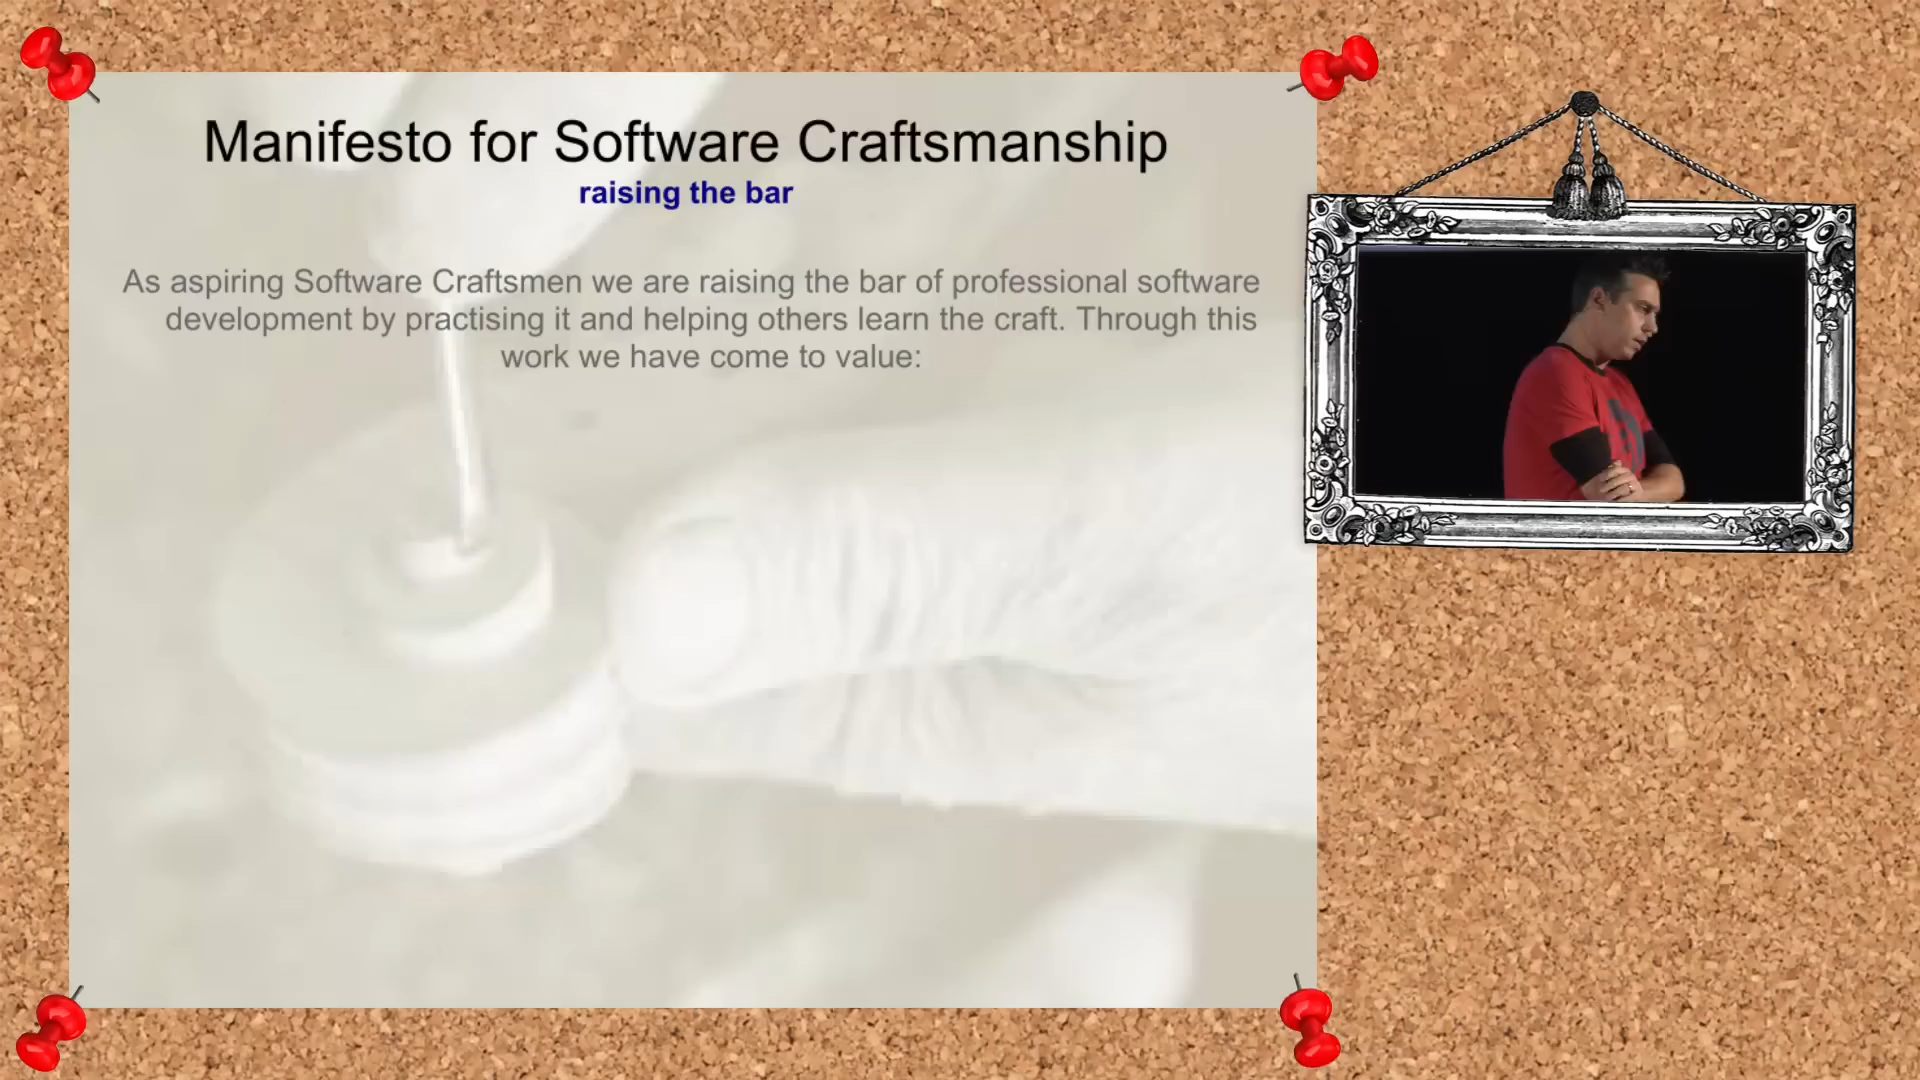 Manifesto for Software Craftsmanship
raising the bar
As aspiring Software Craftsmen we are raising the bar of professional software
development by practising it and helping others learn the craft. Through this
work we have come to value: